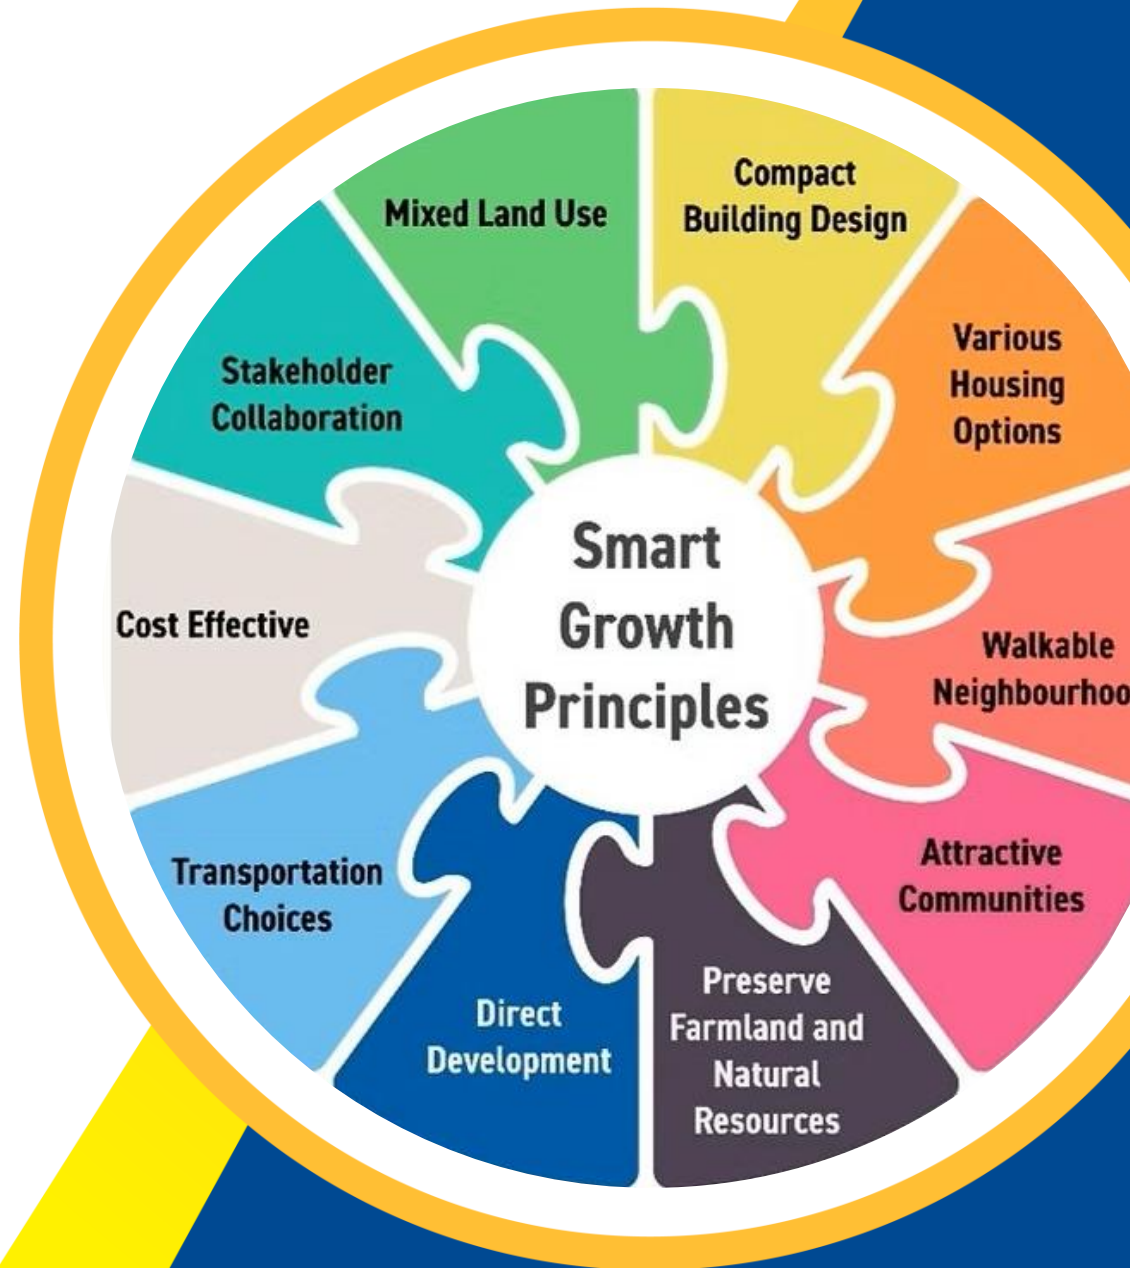 Smart
Growth
Principles
Mixed Land Use
Compact
Building Design
Various
Housing
Options
Walkable
Neighbourhoo
Attractive
Communities
Preserve
Farmland and
Natural
Resources
Direct
Development
Transportation
Choices
Cost Effective
Stakeholder
Collaboration